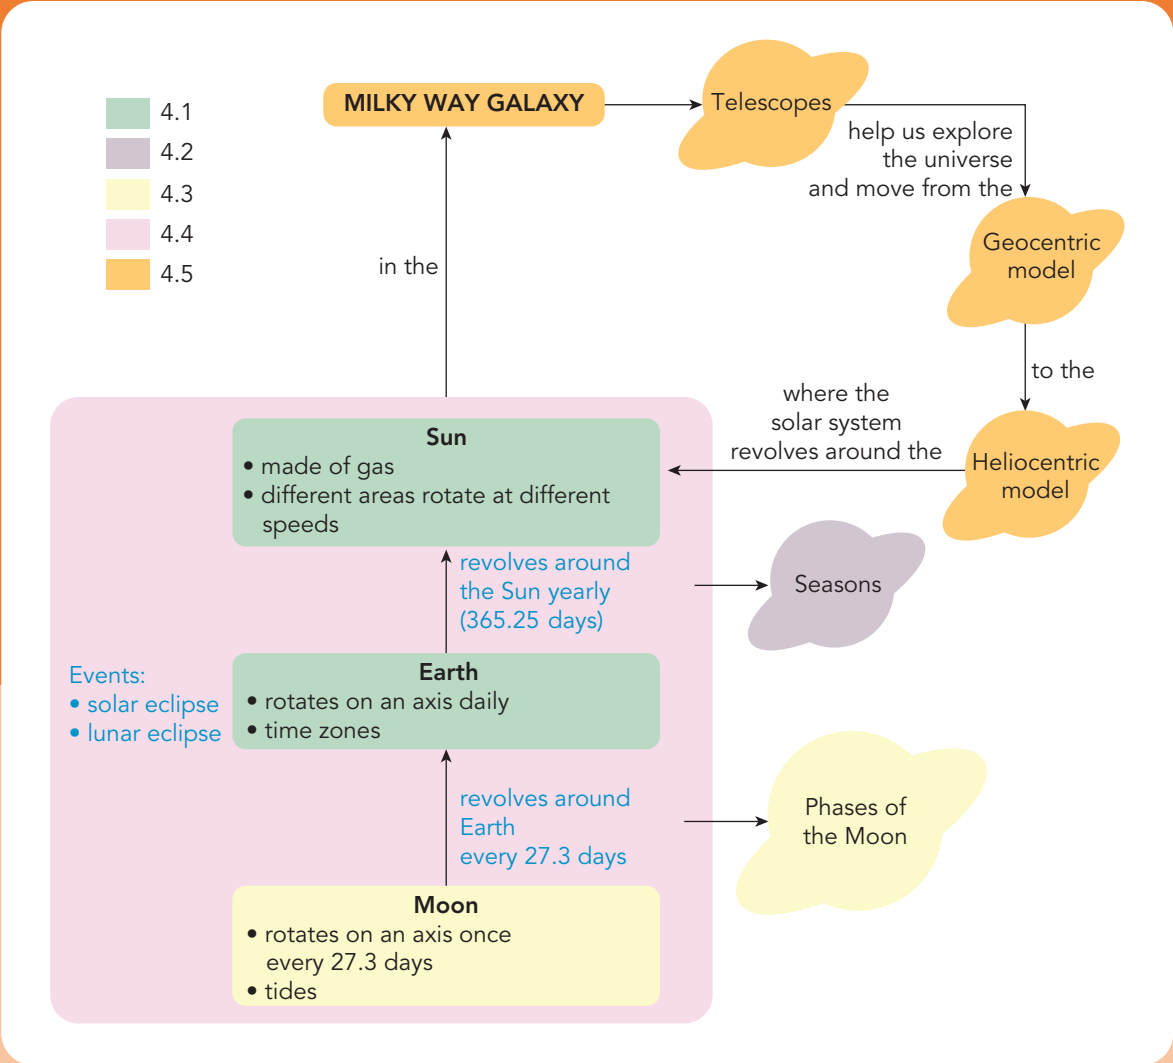 4.1
4.2
4.3
4.4
4.5
MILKY WAY GALAXY
Telescopes
help us explore
the universe
and move from the
Geocentric
model
to the
Heliocentric
model
where the
solar system
revolves around the
in the
Sun
• made of gas
• different areas rotate at different
speeds
revolves around
the Sun yearly
(365.25 days)
Seasons
Events:
• solar eclipse
• lunar eclipse
Earth
• rotates on an axis daily
• time zones
revolves around
Earth
every 27.3 days
Phases of
the Moon
Moon
• rotates on an axis once
every 27.3 days
• tides